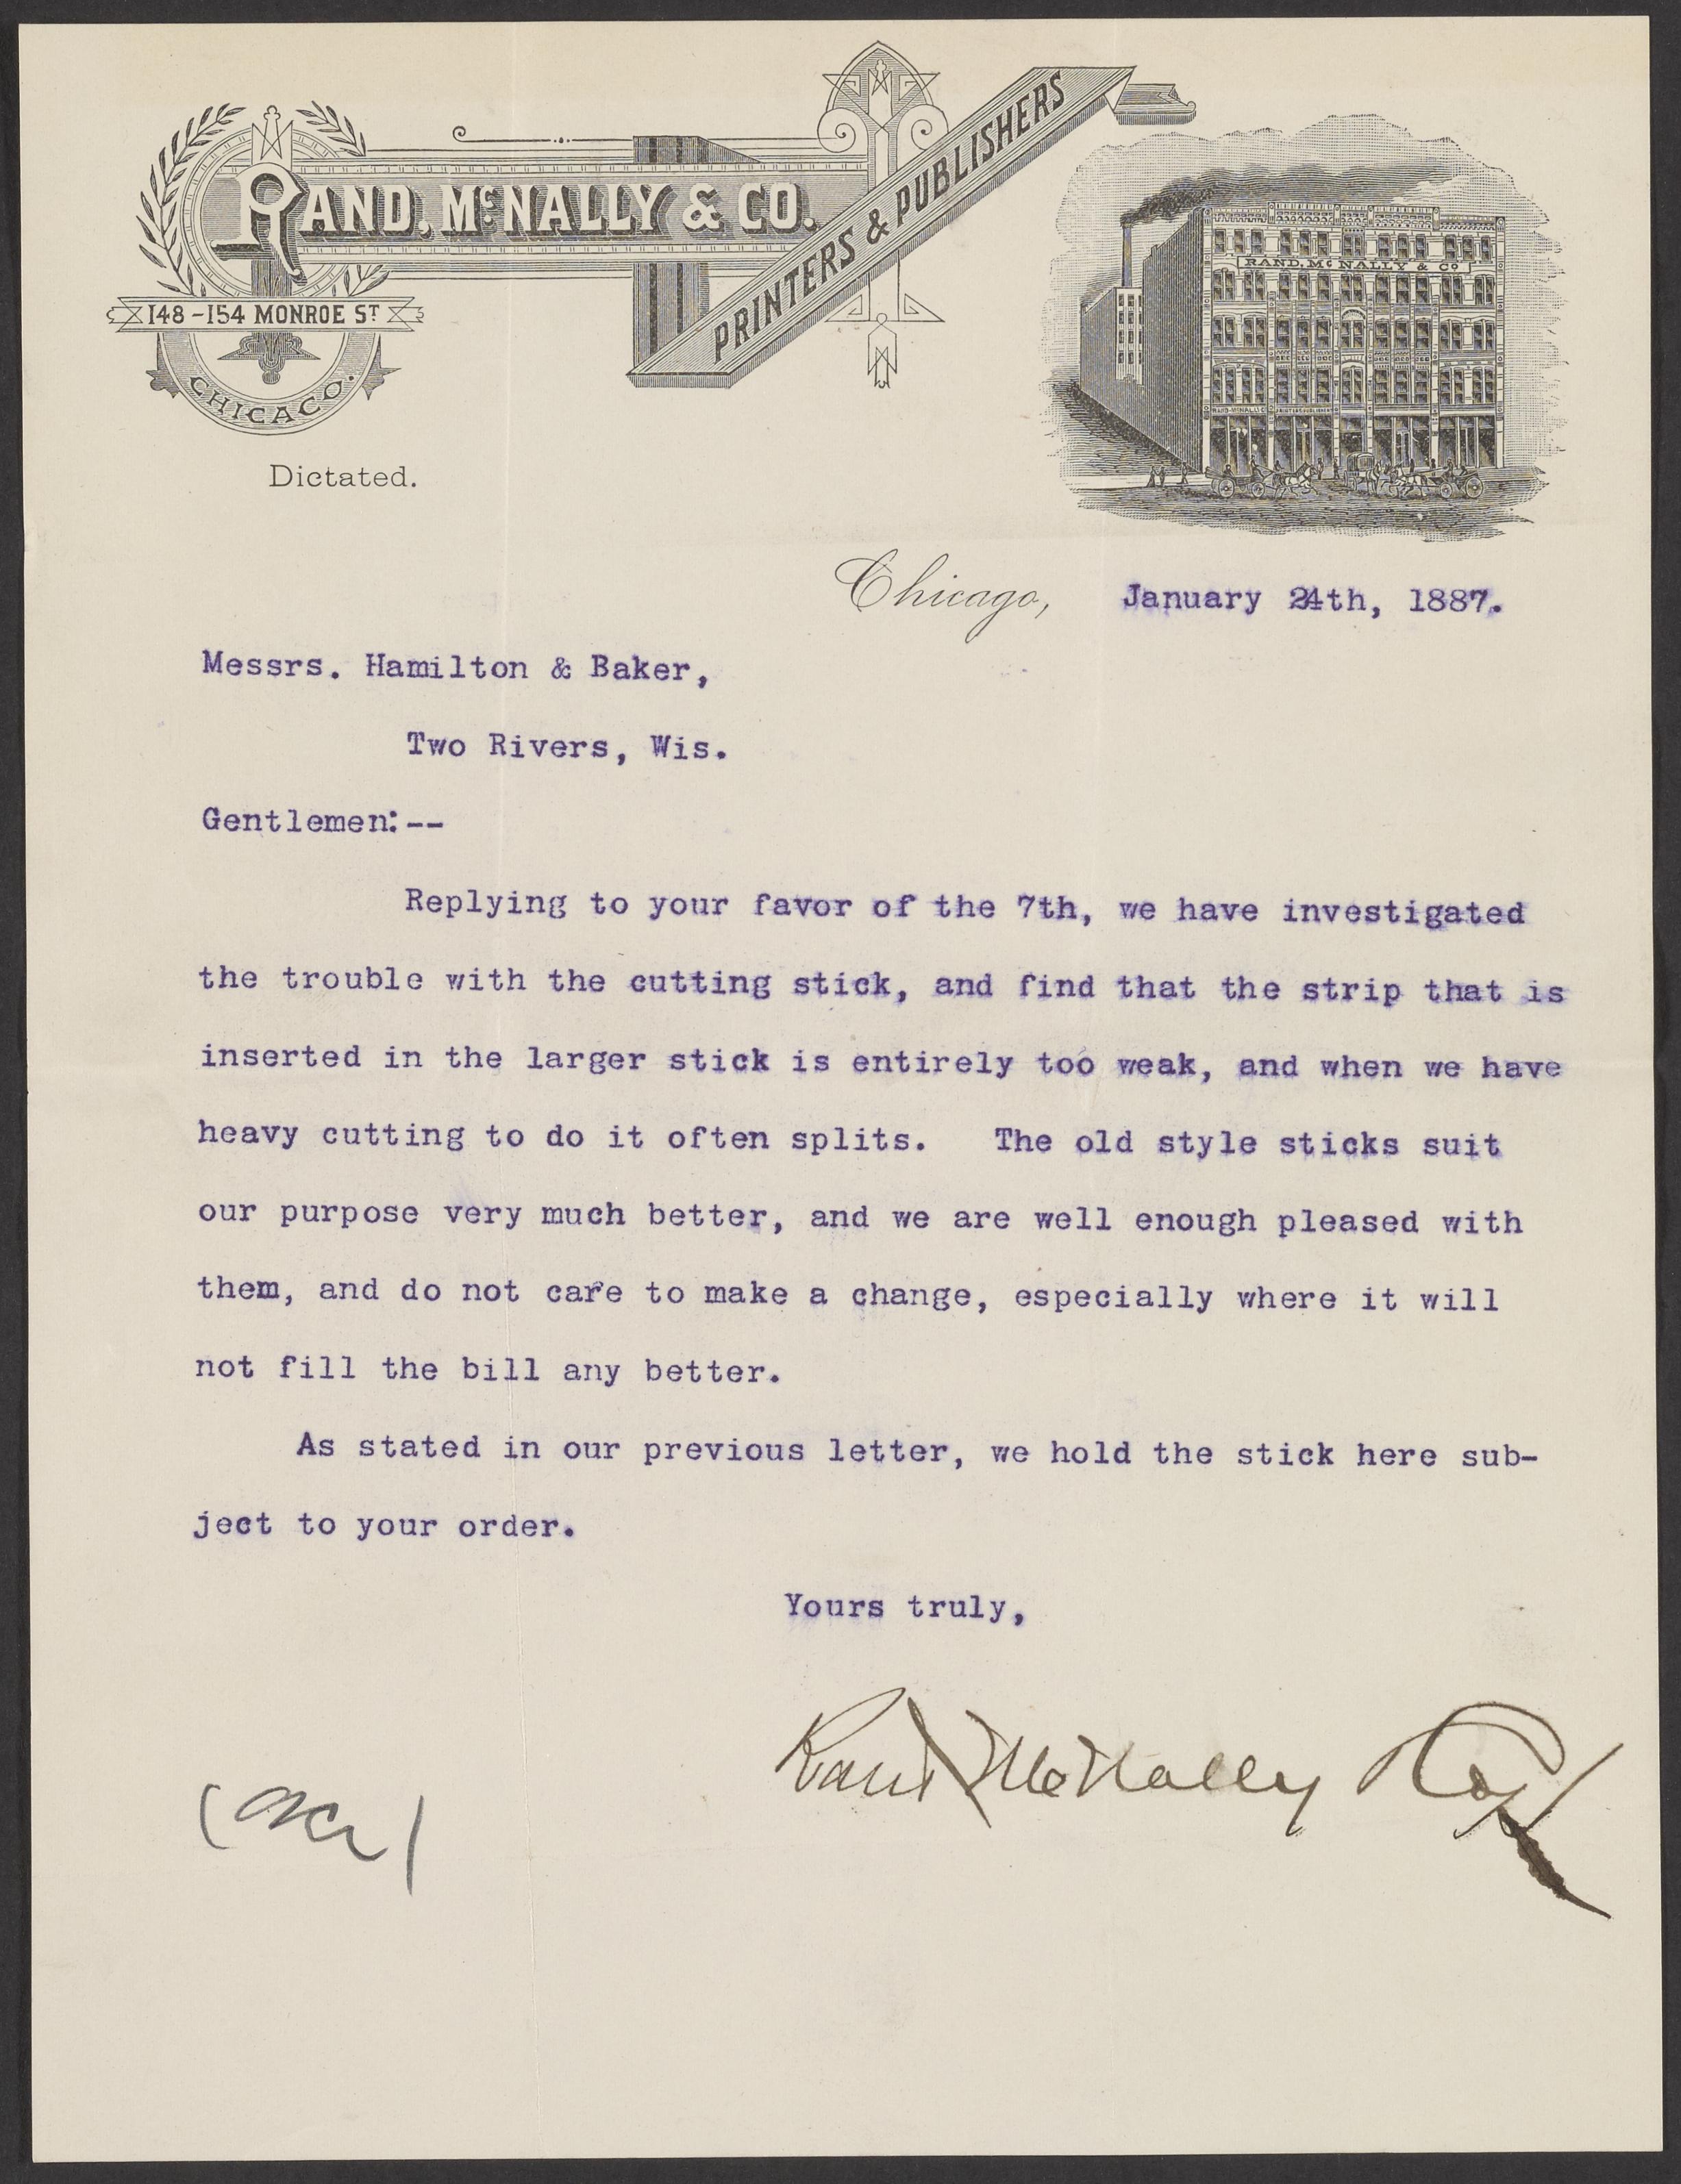 RAND, McNALLY & CO.
PRINTERS & PUBLISHERS
148-154 MONROE ST
CHICAGO.
RAND, McNALLY & Co
Dictated.
Chicago, January 24th, 1887.
Messrs. Hamilton & Baker,
Two Rivers, Wis.
Gentlemen:--
Replying to your favor of the 7th, we have investigated
the trouble with the cutting stick, and find that the strip that is
inserted in the larger stick is entirely too weak, and when we have
heavy cutting to do it often splits. The old style sticks suit
our purpose very much better, and we are well enough pleased with
them, and do not care to make a change, especially where it will
not fill the bill any better.
As stated in our previous letter, we hold the stick here sub-
ject to your order.
Yours truly,
Rand McNally & Co